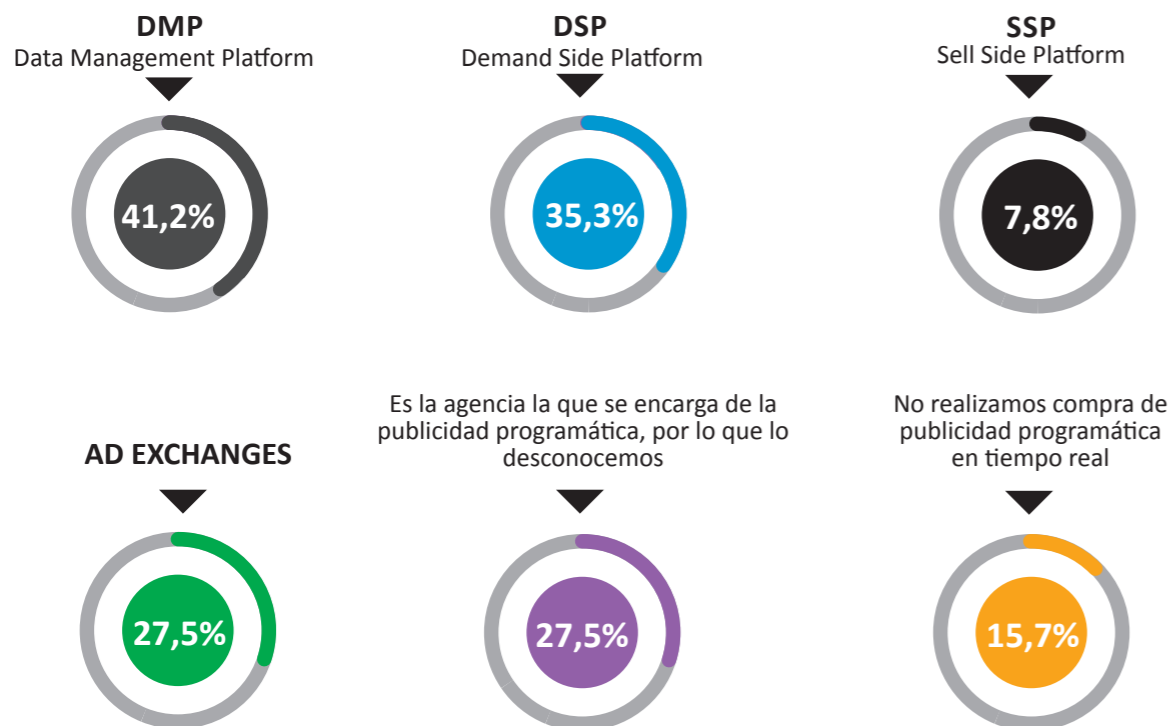 DMP
Data Management Platform
41,2%
DSP
Demand Side Platform
35,3%
SSP
Sell Side Platform
7,8%
AD EXCHANGES
27,5%
Es la agencia la que se encarga de la
publicidad programática, por lo que lo
desconocemos
27,5%
No realizamos compra de
publicidad programática
en tiempo real
15,7%